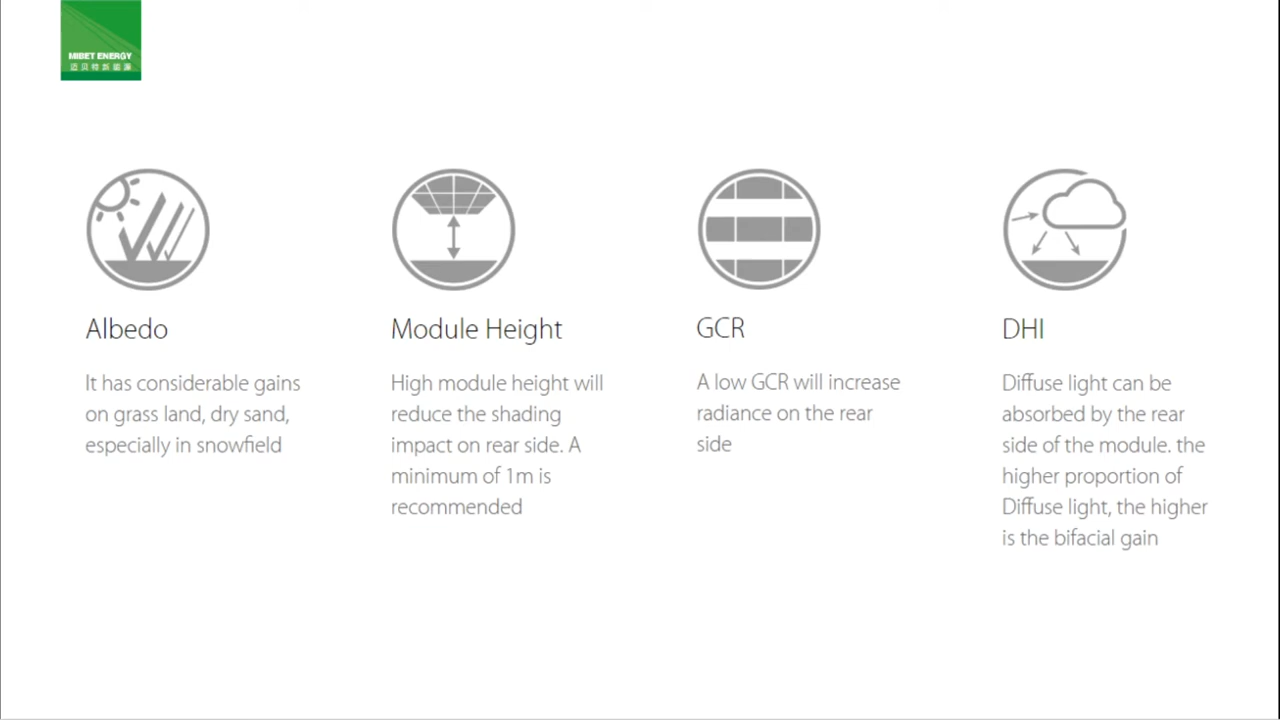 MIBET ENERGY
迈贝特新能源
Albedo
It has considerable gains
on grass land, dry sand,
especially in snowfield
Module Height
High module height will
reduce the shading
impact on rear side. A
minimum of 1m is
recommended
GCR
A low GCR will increase
radiance on the rear
side
DHI
Diffuse light can be
absorbed by the rear
side of the module. the
higher proportion of
Diffuse light, the higher
is the bifacial gain